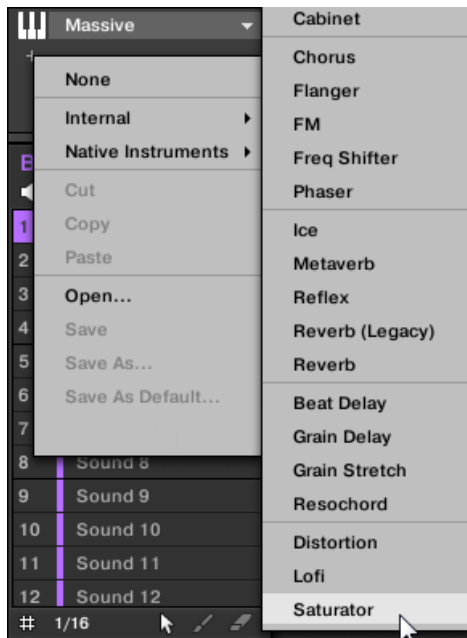 Massive
+
None
Internal
Native Instruments
Cut
Copy
Paste
Open...
Save
Save As...
Save As Default...
1
2
3
4
5
6
7
8 Sound 8
9 Sound 9
10 Sound 10
11 Sound 11
12 Sound 12
# 1/16
Cabinet
Chorus
Flanger
FM
Freq Shifter
Phaser
Ice
Metaverb
Reflex
Reverb (Legacy)
Reverb
Beat Delay
Grain Delay
Grain Stretch
Resochord
Distortion
Lofi
Saturator